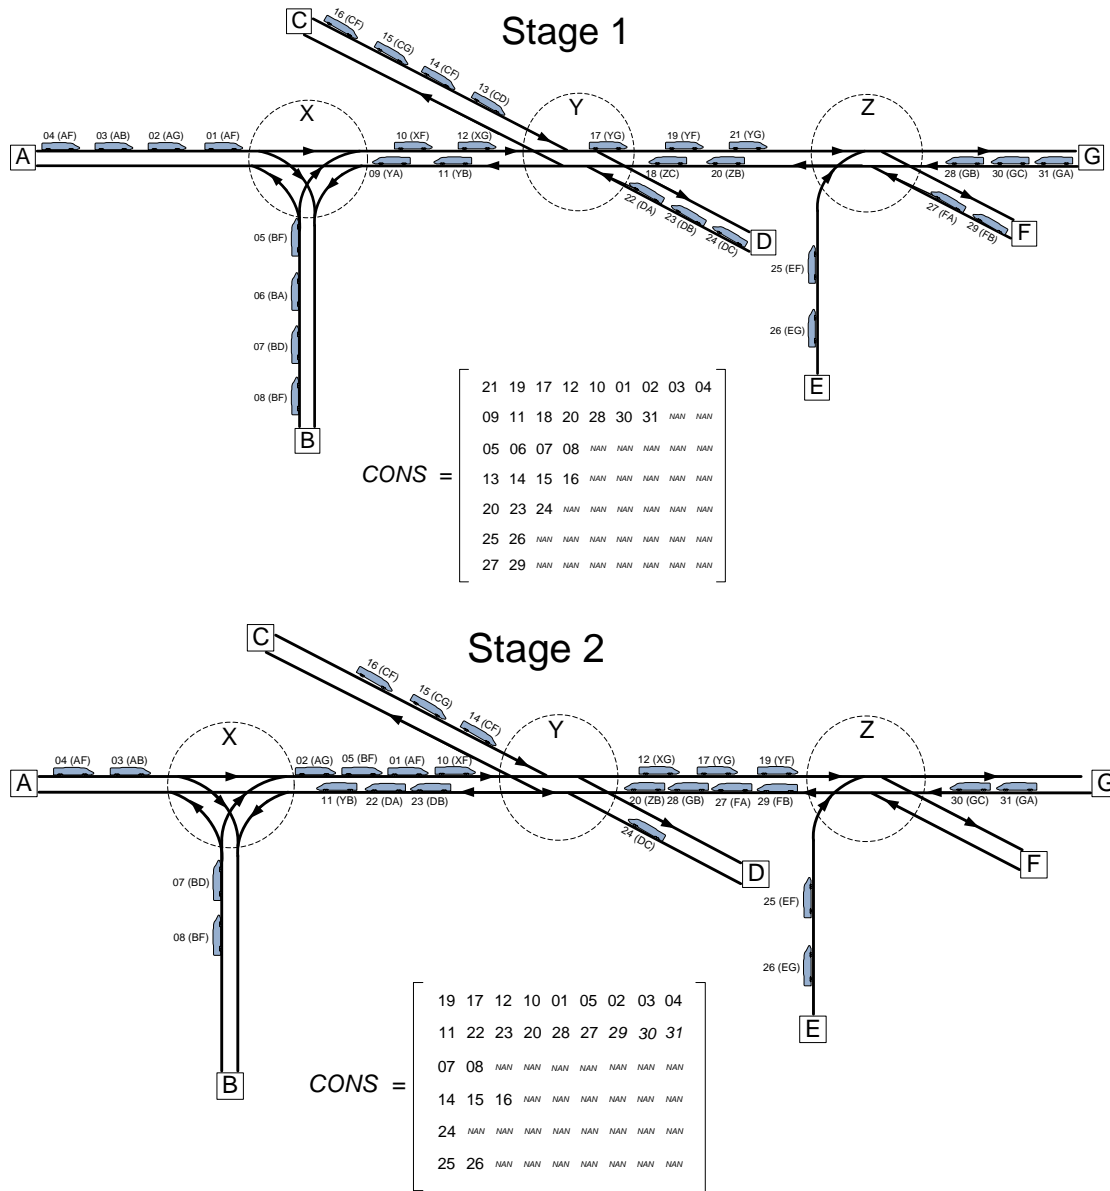 Stage 1
C
16 (CF)
15 (CG)
14 (CF)
13 (CD)
X
Y
Z
04 (AF) 03 (AB) 02 (AG) 01 (AF) 10 (XF) 12 (XG) 17 (YG) 19 (YF) 21 (YG)
A
G
09 (YA) 11 (YB) 18 (ZC) 20 (ZB) 28 (GB) 30 (GC) 31 (GA)
22 (DA)
23 (DB)
24 (DC)
27 (FA)
29 (FB)
D
F
05 (BF)
25 (EF)
06 (BA)
26 (EG)
07 (BD)
08 (BF)
E
B
CONS =
21 19 17 12 10 01 02 03 04
09 11 18 20 28 30 31 NAN NAN
05 06 07 08 NAN NAN NAN NAN NAN
13 14 15 16 NAN NAN NAN NAN NAN
20 23 24 NAN NAN NAN NAN NAN NAN
25 26 NAN NAN NAN NAN NAN NAN NAN
27 29 NAN NAN NAN NAN NAN NAN NAN
Stage 2
C
16 (CF)
15 (CG)
14 (CF)
X
Y
Z
04 (AF) 03 (AB) 02 (AG) 05 (BF) 01 (AF) 10 (XF) 12 (XG) 17 (YG) 19 (YF)
A
G
11 (YB) 22 (DA) 23 (DB) 20 (ZB) 28 (GB) 27 (FA) 29 (FB) 30 (GC) 31 (GA)
24 (DC)
D
F
07 (BD)
25 (EF)
08 (BF)
26 (EG)
E
B
CONS =
19 17 12 10 01 05 02 03 04
11 22 23 20 28 27 29 30 31
07 08 NAN NAN NAN NAN NAN NAN NAN
14 15 16 NAN NAN NAN NAN NAN NAN
24 NAN NAN NAN NAN NAN NAN NAN NAN
25 26 NAN NAN NAN NAN NAN NAN NAN